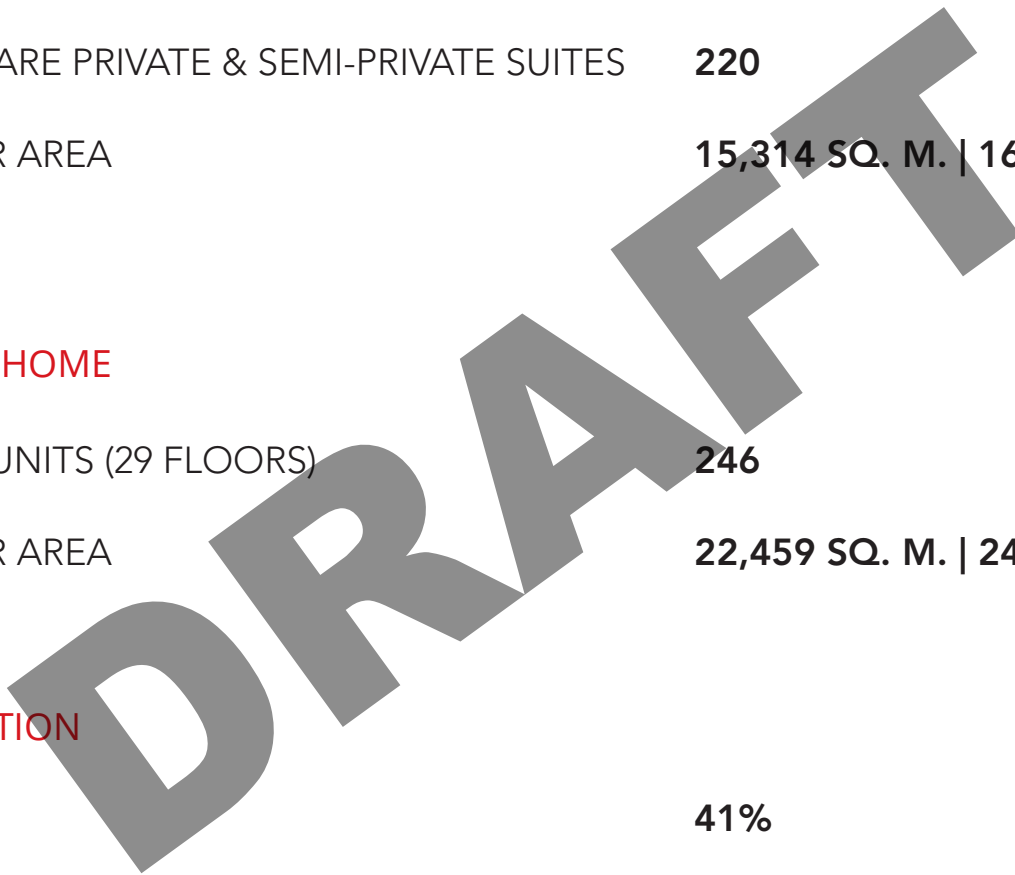 ARE PRIVATE & SEMI-PRIVATE SUITES 220
R AREA 15,314 SQ. M. | 16
HOME
UNITS (29 FLOORS) 246
R AREA 22,459 SQ. M. | 24
TION
41%
DRAFT